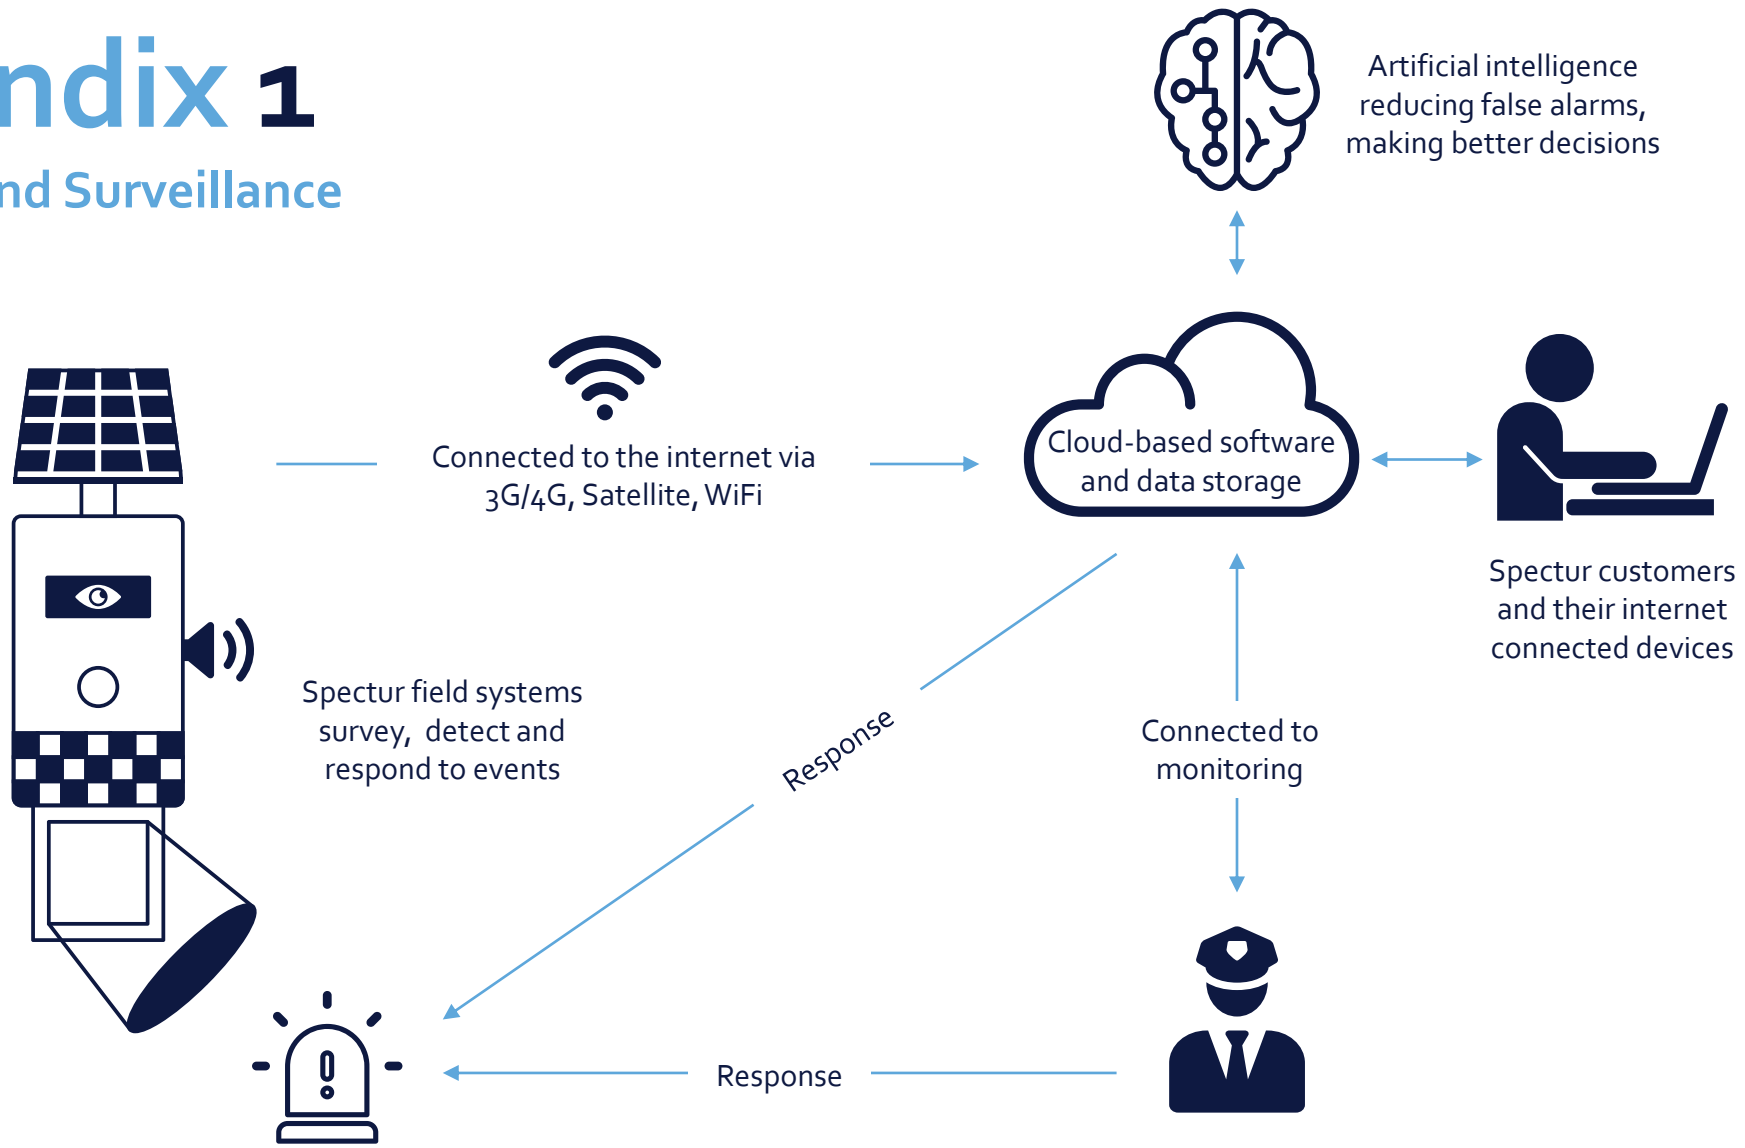 ndix 1
nd Surveillance
Artificial intelligence
reducing false alarms,
making better decisions
Connected to the internet via
3G/4G, Satellite, WiFi
Cloud-based software
and data storage
Spectur customers
and their internet
connected devices
Spectur field systems
survey, detect and
respond to events
Response
Connected to
monitoring
Response